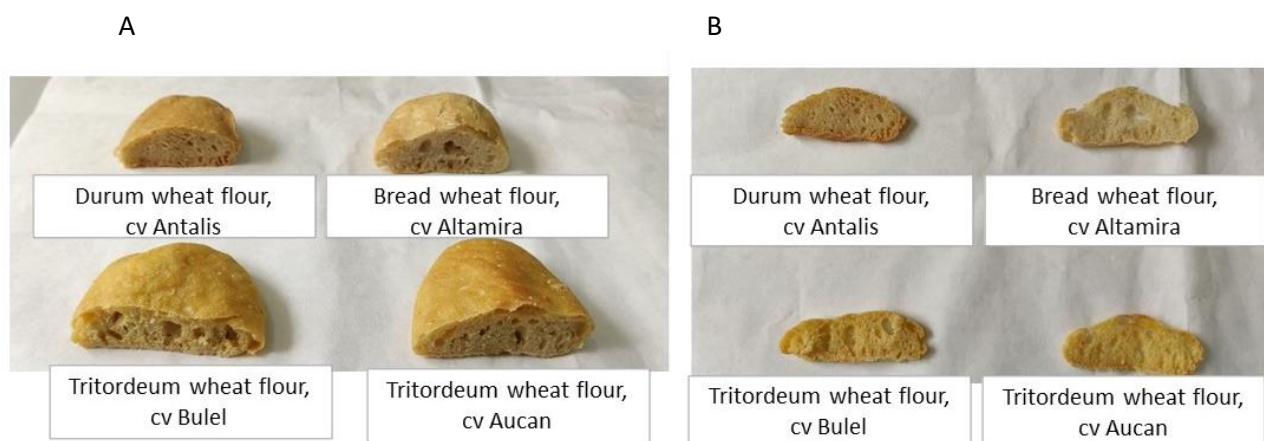 A
B
Durum wheat flour,
cv Antalis
Bread wheat flour,
cv Altamira
Tritordeum wheat flour,
cv Bulel
Tritordeum wheat flour,
cv Aucan
Durum wheat flour,
cv Antalis
Bread wheat flour,
cv Altamira
Tritordeum wheat flour,
cv Bulel
Tritordeum wheat flour,
cv Aucan